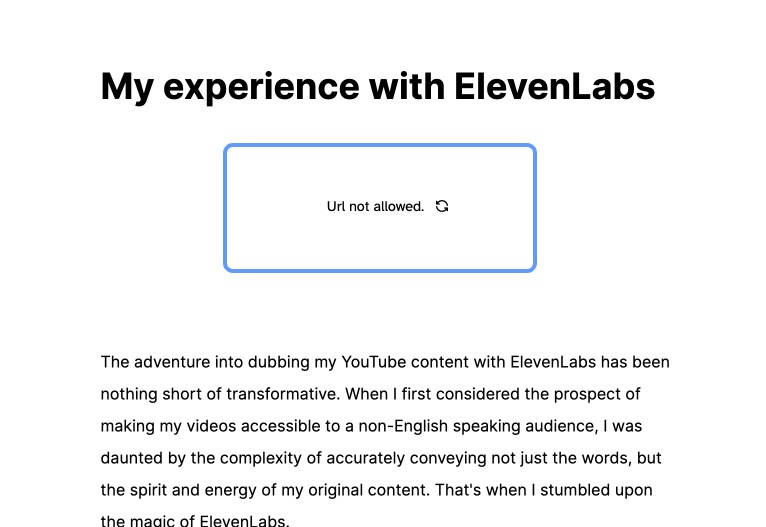 My experience with ElevenLabs
Url not allowed.
The adventure into dubbing my YouTube content with ElevenLabs has been
nothing short of transformative. When I first considered the prospect of
making my videos accessible to a non-English speaking audience, I was
daunted by the complexity of accurately conveying not just the words, but
the spirit and energy of my original content. That's when I stumbled upon
the magic of ElevenLabs.